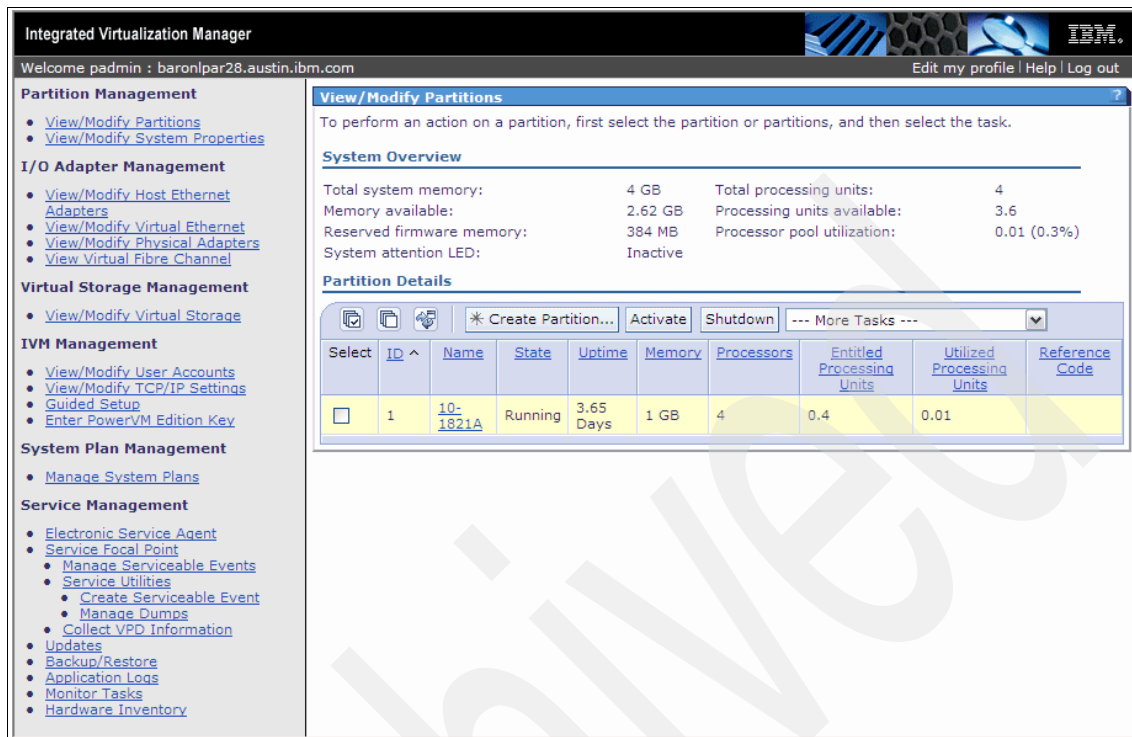 Integrated Virtualization Manager
IBM.
Welcome padmin : baronlpar28.austin.ibm.com
Edit my profile | Help | Log out
Partition Management
View/Modify Partitions
View/Modify System Properties
I/O Adapter Management
View/Modify Host Ethernet
Adapters
View/Modify Virtual Ethernet
View/Modify Physical Adapters
View Virtual Fibre Channel
Virtual Storage Management
View/Modify Virtual Storage
IVM Management
View/Modify User Accounts
View/Modify TCP/IP Settings
Guided Setup
Enter PowerVM Edition Key
System Plan Management
Manage System Plans
Service Management
Electronic Service Agent
Service Focal Point
Manage Serviceable Events
Service Utilities
Create Serviceable Event
Manage Dumps
Collect VPD Information
Updates
Backup/Restore
Application Logs
Monitor Tasks
Hardware Inventory
View/Modify Partitions ?
To perform an action on a partition, first select the partition or partitions, and then select the task.
System Overview
Total system memory: 4 GB Total processing units: 4
Memory available: 2.62 GB Processing units available: 3.6
Reserved firmware memory: 384 MB Processor pool utilization: 0.01 (0.3%)
System attention LED: Inactive
Partition Details
Create Partition... Activate Shutdown --- More Tasks ---
Select ID ^ Name State Uptime Memory Processors Entitled Processing Units Utilized Processing Units Reference Code
1 10-1821A Running 3.65 Days 1 GB 4 0.4 0.01